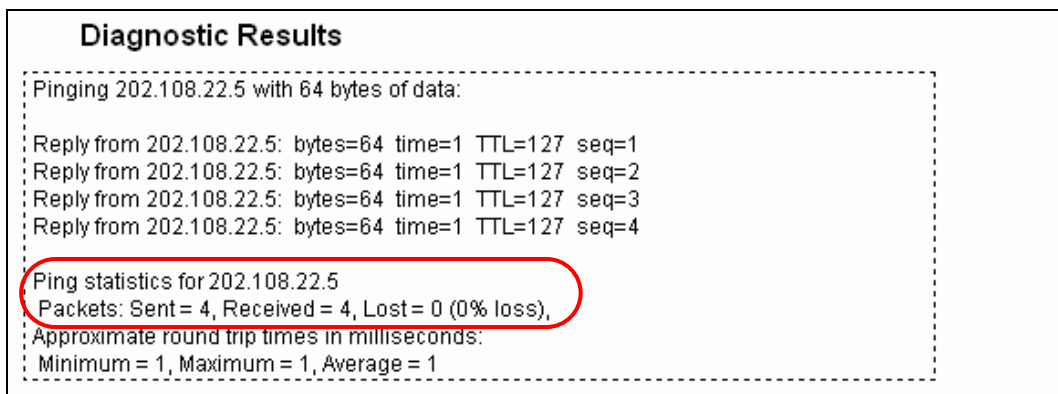 Diagnostic Results
Pinging 202.108.22.5 with 64 bytes of data:
Reply from 202.108.22.5: bytes=64 time=1 TTL=127 seq=1
Reply from 202.108.22.5: bytes=64 time=1 TTL=127 seq=2
Reply from 202.108.22.5: bytes=64 time=1 TTL=127 seq=3
Reply from 202.108.22.5: bytes=64 time=1 TTL=127 seq=4
Ping statistics for 202.108.22.5
Packets: Sent = 4, Received = 4, Lost = 0 (0% loss),
Approximate round trip times in milliseconds:
Minimum = 1, Maximum = 1, Average = 1